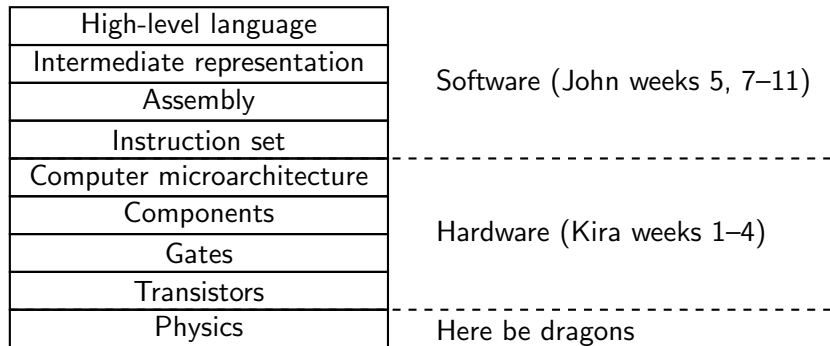 High-level language
Intermediate representation
Assembly
Instruction set
Software (John weeks 5, 7–11)
Computer microarchitecture
Components
Gates
Transistors
Hardware (Kira weeks 1–4)
Physics
Here be dragons